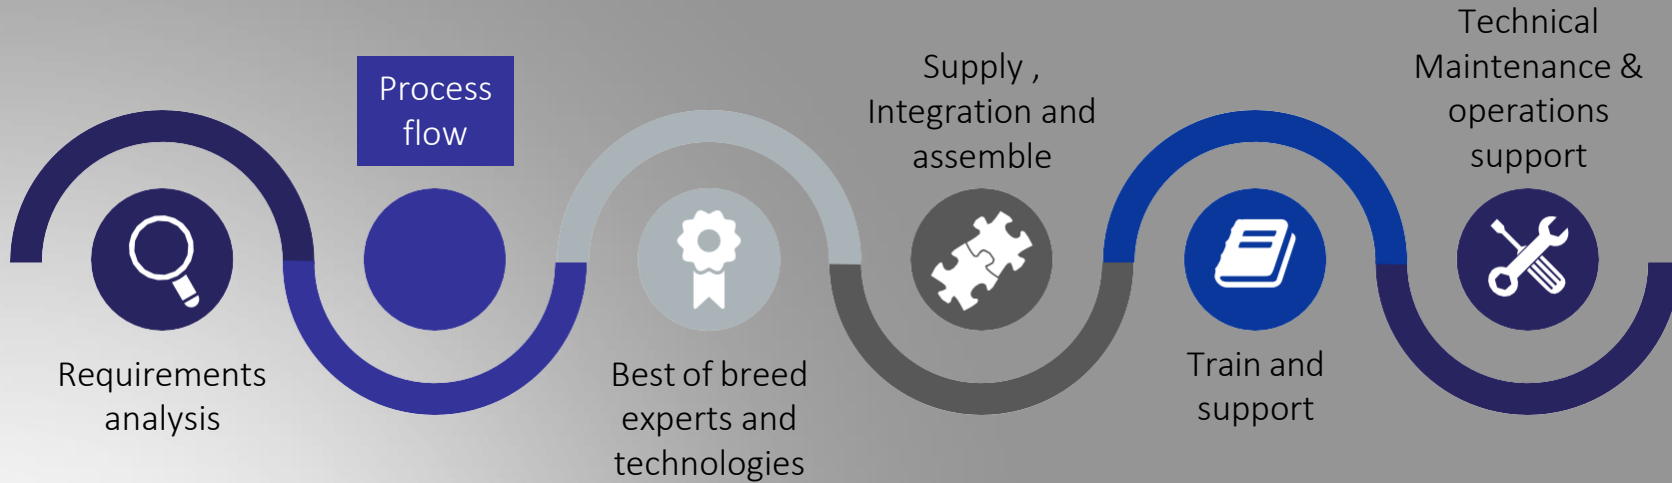 Requirements
analysis
Process
flow
Best of breed
experts and
technologies
Supply ,
Integration and
assemble
Train and
support
Technical
Maintenance &
operations
support